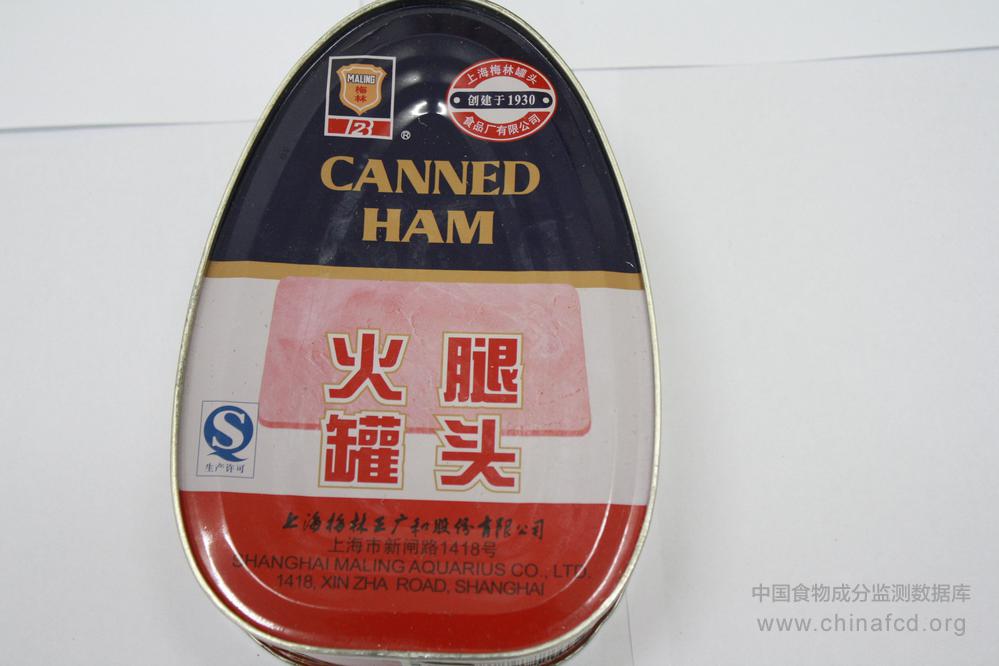 MALING
梅林
B2
®
上海梅林罐头
创建于1930
食品厂有限公司
CANNED
HAM
火腿
罐头
S
生产许可
上海梅林正广和股份有限公司
上海市新闸路1418号
SHANGHAI MALING AQUARIUS CO., LTD.
1418, XIN ZHA ROAD, SHANGHAI
中国食物成分监测数据库
www.chinafcd.org